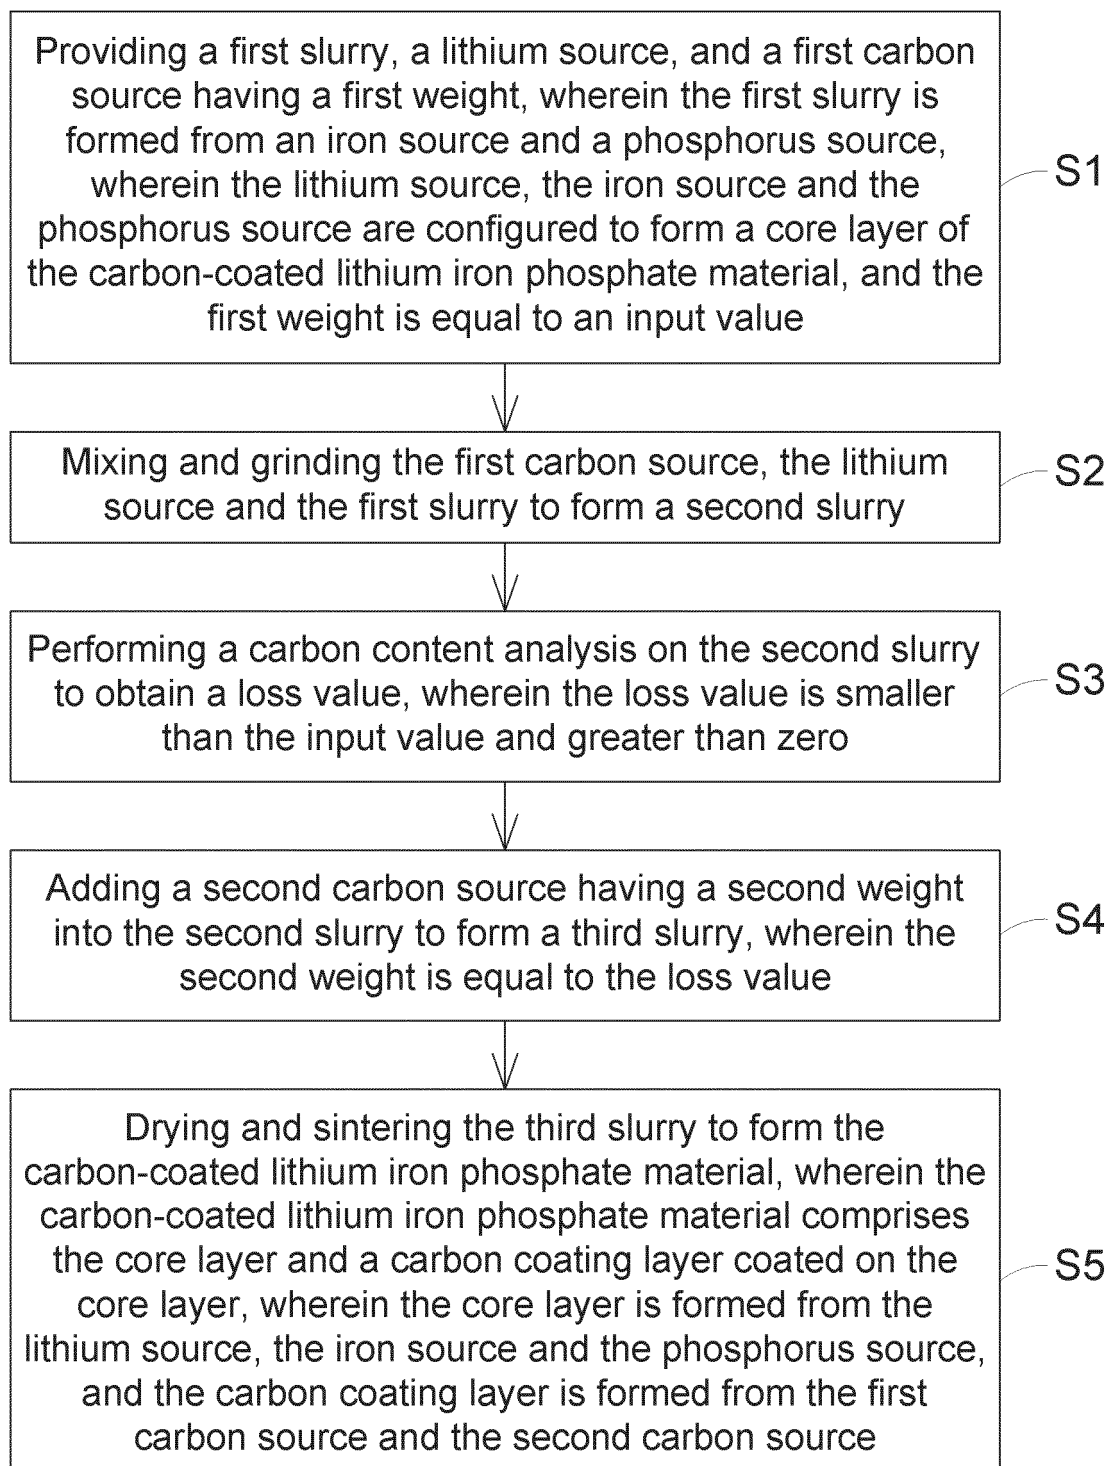 Providing a first slurry, a lithium source, and a first carbon
source having a first weight, wherein the first slurry is
formed from an iron source and a phosphorus source,
wherein the lithium source, the iron source and the
phosphorus source are configured to form a core layer of
the carbon-coated lithium iron phosphate material, and the
first weight is equal to an input value
S1
Mixing and grinding the first carbon source, the lithium
source and the first slurry to form a second slurry
S2
Performing a carbon content analysis on the second slurry
to obtain a loss value, wherein the loss value is smaller
than the input value and greater than zero
S3
Adding a second carbon source having a second weight
into the second slurry to form a third slurry, wherein the
second weight is equal to the loss value
S4
Drying and sintering the third slurry to form the
carbon-coated lithium iron phosphate material, wherein the
carbon-coated lithium iron phosphate material comprises
the core layer and a carbon coating layer coated on the
core layer, wherein the core layer is formed from the
lithium source, the iron source and the phosphorus source,
and the carbon coating layer is formed from the first
carbon source and the second carbon source
S5